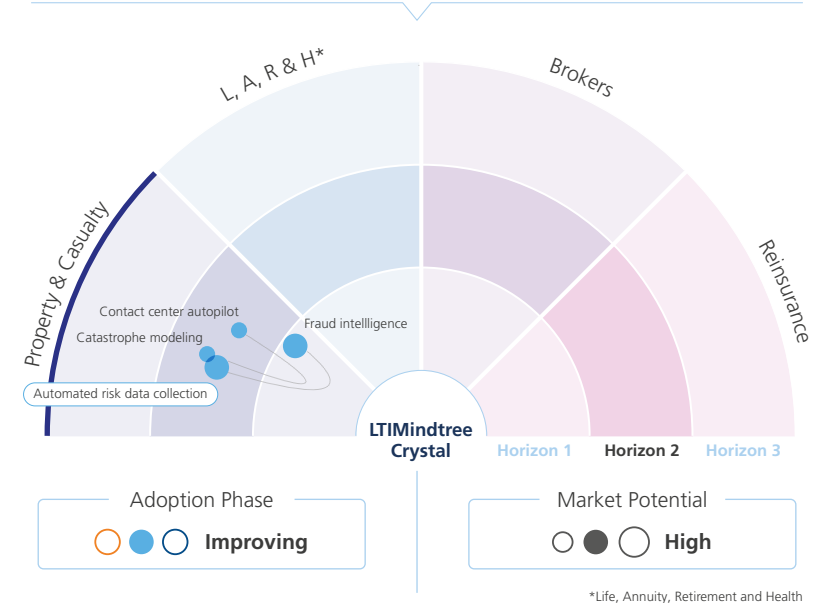 L, A, R & H*
Brokers
Property & Casualty
Reinsurance
Contact center autopilot
Fraud intellligence
Catastrophe modeling
Automated risk data collection
LTIMindtree
Crystal
Horizon 1
Horizon 2
Horizon 3
Adoption Phase
Improving
Market Potential
High
*Life, Annuity, Retirement and Health